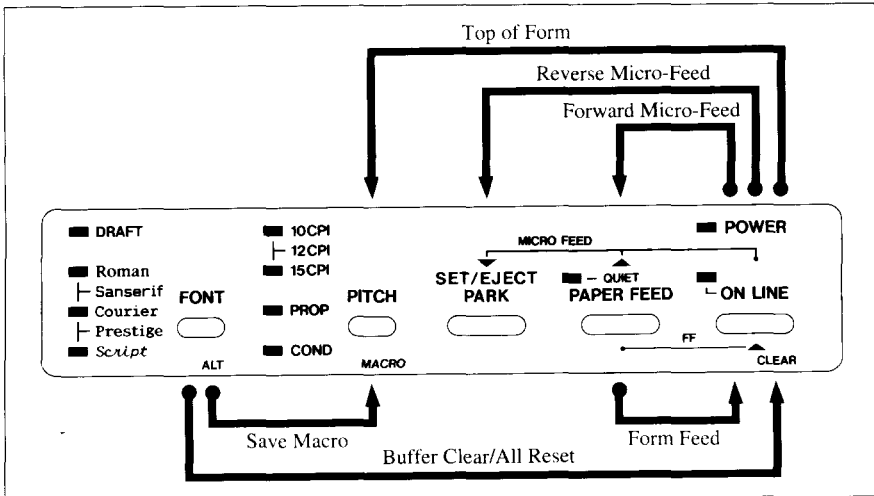 Top of Form
Reverse Micro-Feed
Forward Micro-Feed
DRAFT
Roman
Sanserif
Courier
Prestige
Script
FONT
ALT
10CPI
12CPI
15CPI
PROP
COND
PITCH
MACRO
MICRO FEED
SET/EJECT
PARK
QUIET
PAPER FEED
POWER
ON LINE
FF
CLEAR
Save Macro
Form Feed
Buffer Clear/All Reset